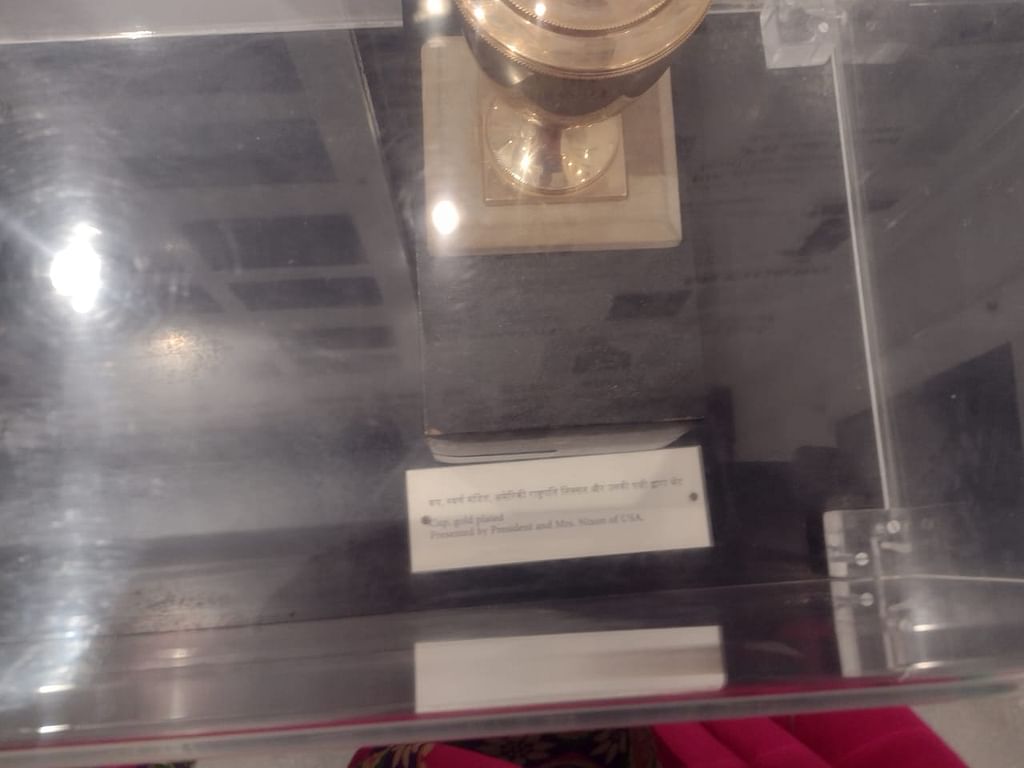 कप, स्वर्ण मंडित, अमेरिकी राष्ट्रपति निक्सन और उनकी पत्नी द्वारा भेंट
Cup, gold plated
Presented by President and Mrs. Nixon of USA.